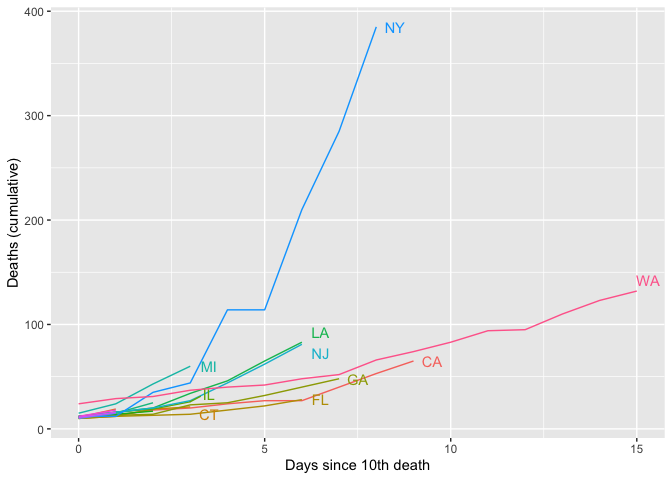 400
NY
300
Deaths (cumulative)
200
WA
100
LA
NJ
MI
CA
GA
IL
FL
CT
0
0
5
10
15
Days since 10th death